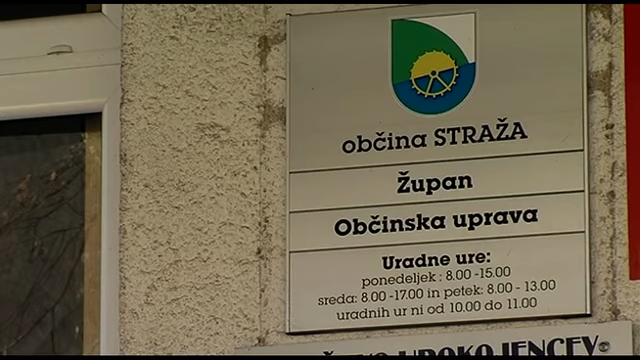 občina STRAŽA
Župan
Občinska uprava
Uradne ure:
ponedeljek : 8.00 -15.00
sreda: 8 00 -17.00 in petek: 8.00 - 13.00
uradnih ur ni od 10.00 do 11.00
UPOKOJENCEV